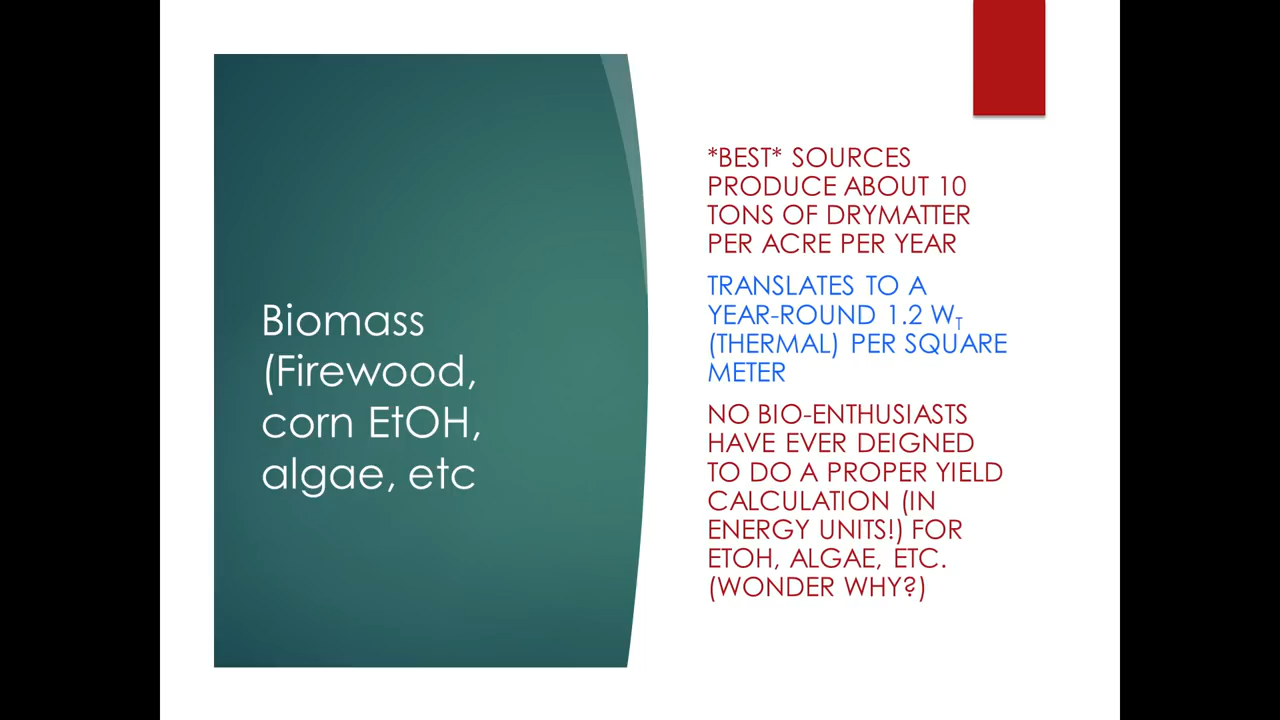 Biomass
(Firewood,
corn EtOH,
algae, etc
*BEST* SOURCES
PRODUCE ABOUT 10
TONS OF DRYMATTER
PER ACRE PER YEAR
TRANSLATES TO A
YEAR-ROUND 1.2 WT
(THERMAL) PER SQUARE
METER
NO BIO-ENTHUSIASTS
HAVE EVER DEIGNED
TO DO A PROPER YIELD
CALCULATION (IN
ENERGY UNITS!) FOR
ETOH, ALGAE, ETC.
(WONDER WHY?)